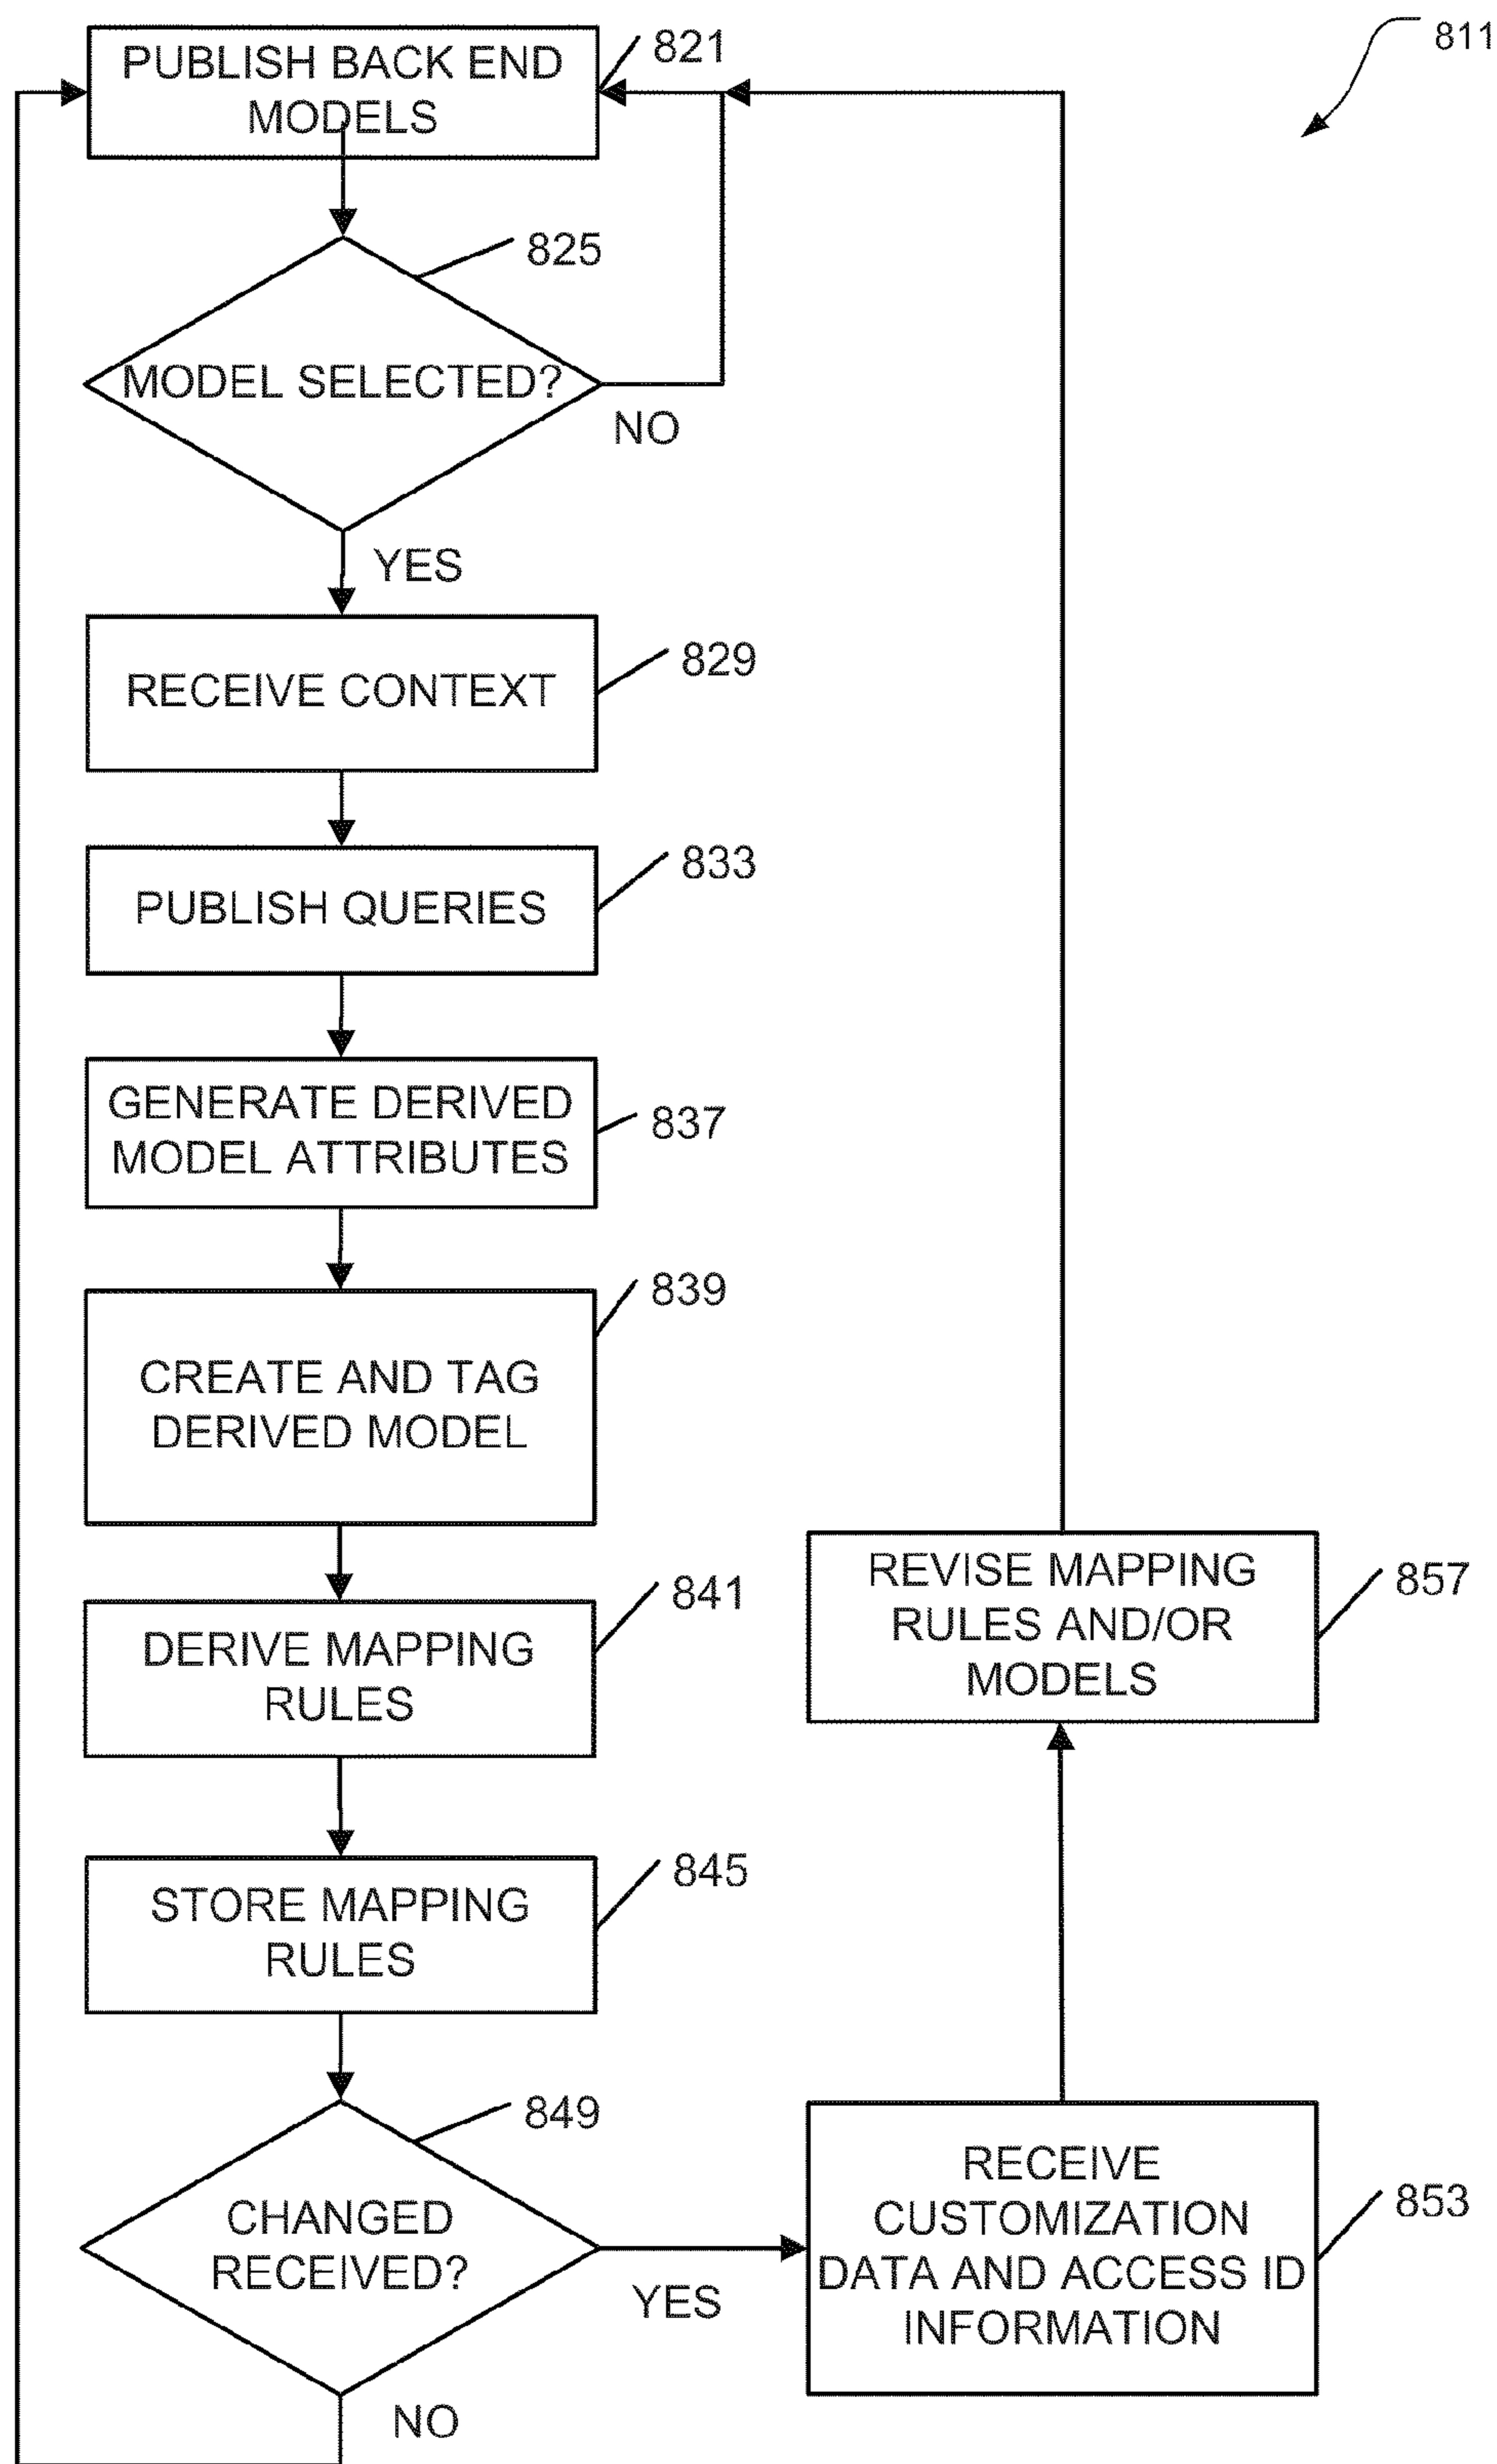 811
PUBLISH BACK END
MODELS
821
825
MODEL SELECTED?
NO
YES
RECEIVE CONTEXT
829
PUBLISH QUERIES
833
GENERATE DERIVED
MODEL ATTRIBUTES
837
CREATE AND TAG
DERIVED MODEL
839
DERIVE MAPPING
RULES
841
STORE MAPPING
RULES
845
CHANGED
RECEIVED?
849
YES
NO
RECEIVE
CUSTOMIZATION
DATA AND ACCESS ID
INFORMATION
853
REVISE MAPPING
RULES AND/OR
MODELS
857